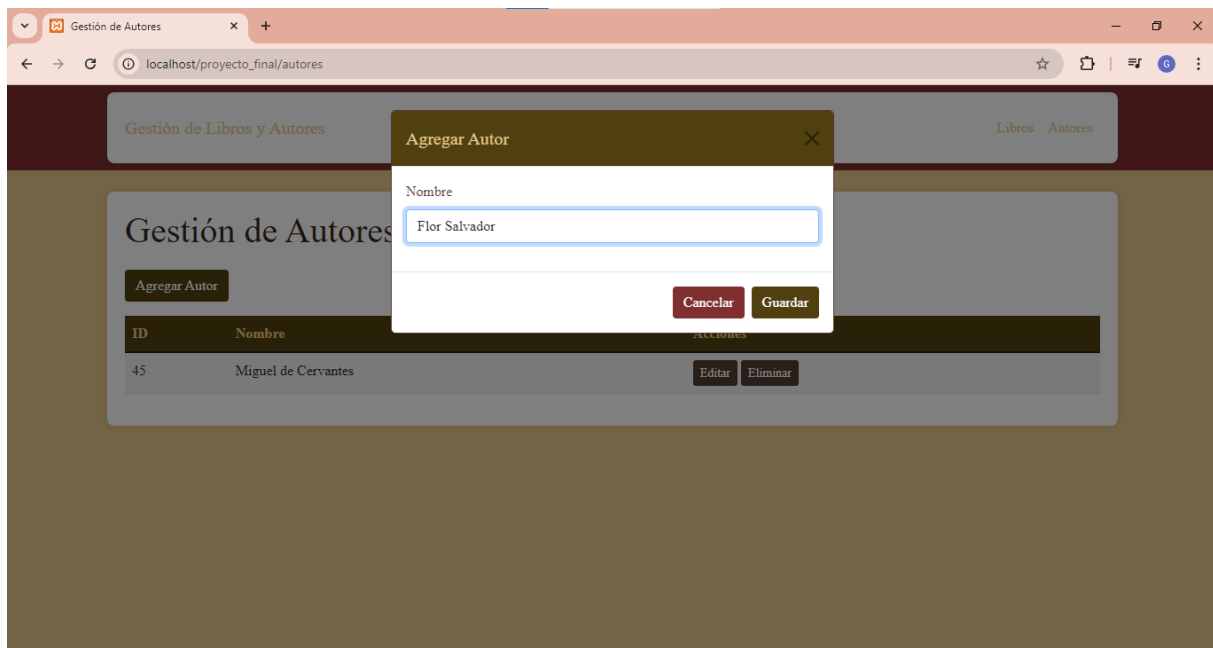 Gestión de Autores
localhost/proyecto_final/autores
G
Gestión de Libros y Autores
Libros Autores
Agregar Autor
Nombre
Flor Salvador
Cancelar Guardar
Gestión de Autores
Agregar Autor
ID Nombre Acciones
45 Miguel de Cervantes Editar Eliminar